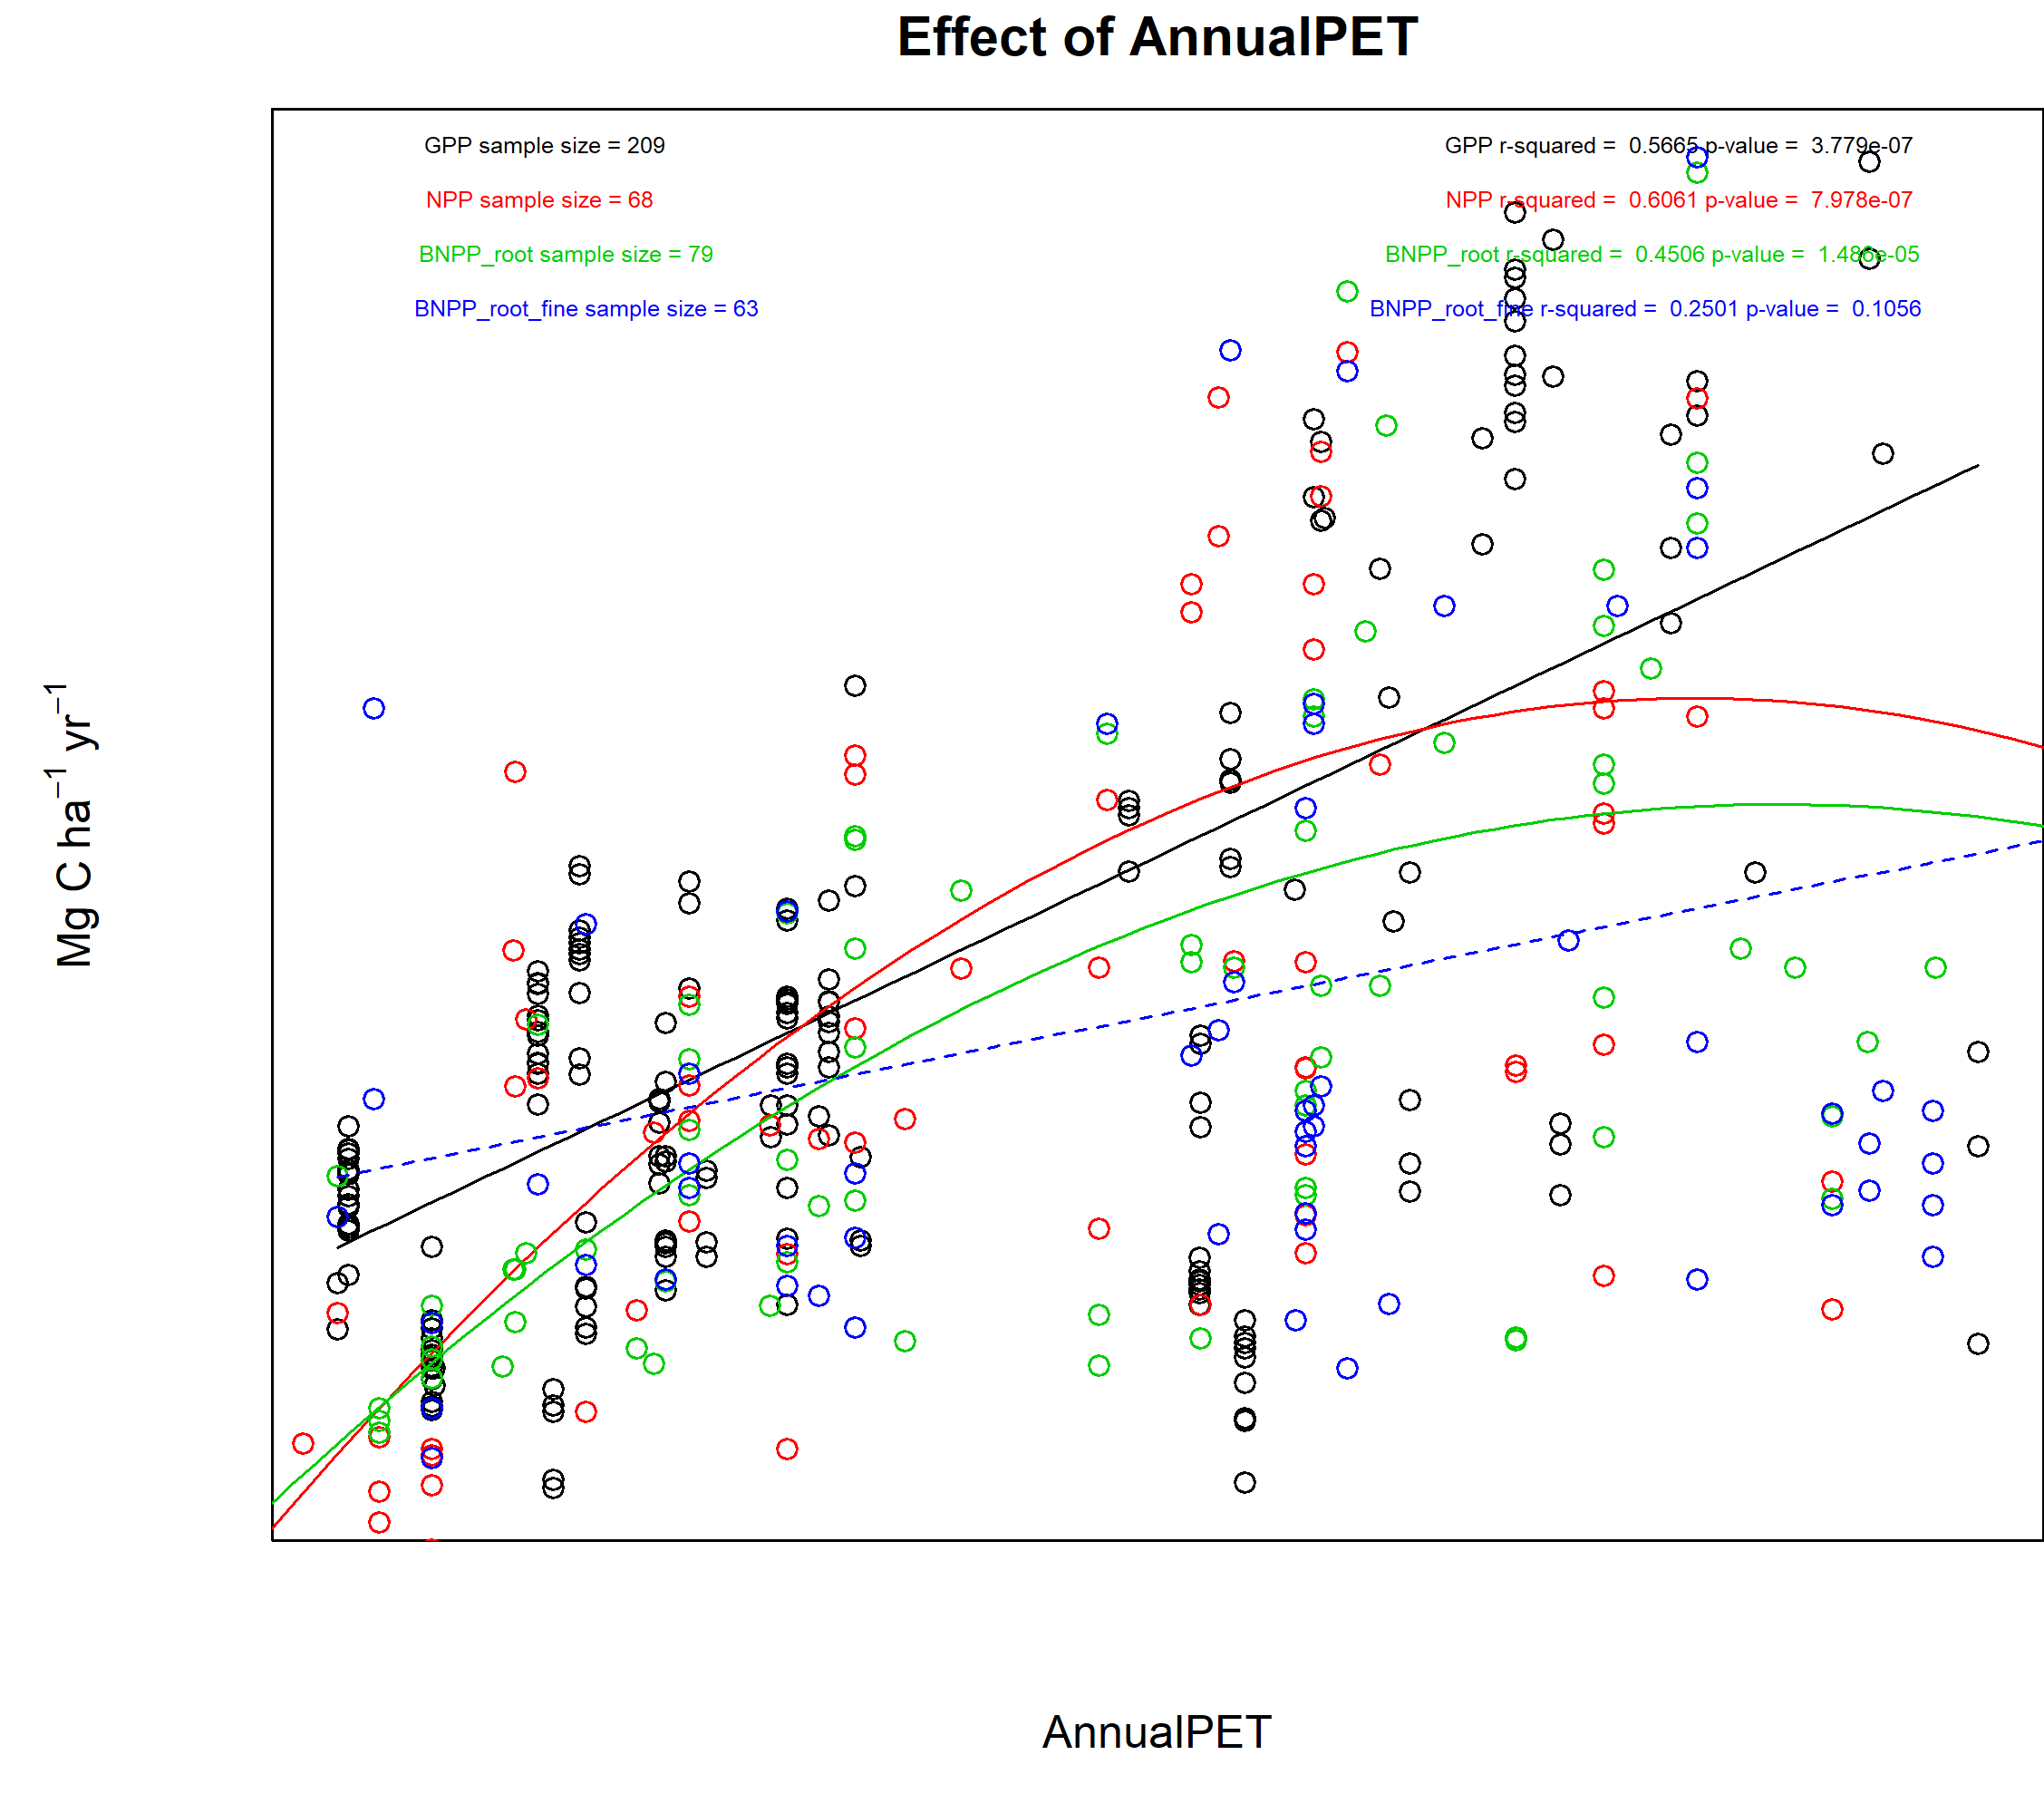 Effect of AnnualPET
GPP sample size = 209
GPP r-squared = 0.5665 p-value = 3.779e-07
NPP sample size = 68
NPP r-squared = 0.6061 p-value = 7.978e-07
BNPP_root sample size = 79
BNPP_root r-squared = 0.4506 p-value = 1.486e-05
BNPP_root_fine sample size = 63
BNPP_root_fine r-squared = 0.2501 p-value = 0.1056
Mg C ha⁻¹ yr⁻¹
AnnualPET